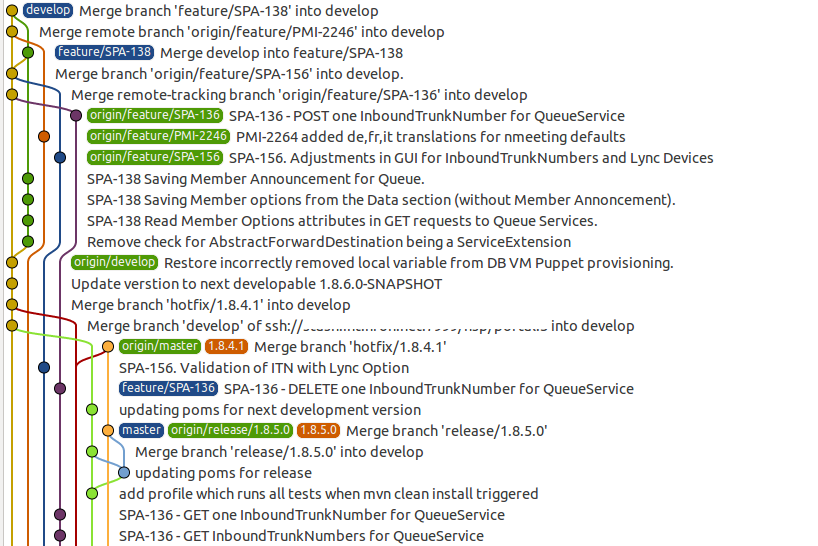 develop Merge branch 'feature/SPA-138' into develop
Merge remote branch 'origin/feature/PMI-2246' into develop
feature/SPA-138 Merge develop into feature/SPA-138
Merge branch 'origin/feature/SPA-156' into develop.
Merge remote-tracking branch 'origin/feature/SPA-136' into develop
origin/feature/SPA-136 SPA-136 - POST one InboundTrunkNumber for QueueService
origin/feature/PMI-2246 PMI-2264 added de,fr,it translations for nmeeting defaults
origin/feature/SPA-156 SPA-156. Adjustments in GUI for InboundTrunkNumbers and Lync Devices
SPA-138 Saving Member Announcement for Queue.
SPA-138 Saving Member options from the Data section (without Member Annoncement).
SPA-138 Read Member Options attributes in GET requests to Queue Services.
Remove check for AbstractForwardDestination being a ServiceExtension
origin/develop Restore incorrectly removed local variable from DB VM Puppet provisioning.
Update verstion to next developable 1.8.6.0-SNAPSHOT
Merge branch 'hotfix/1.8.4.1' into develop
Merge branch 'develop' of ssh:// into develop
origin/master 1.8.4.1 Merge branch 'hotfix/1.8.4.1'
SPA-156. Validation of ITN with Lync Option
feature/SPA-136 SPA-136 - DELETE one InboundTrunkNumber for QueueService
updating poms for next development version
master origin/release/1.8.5.0 1.8.5.0 Merge branch 'release/1.8.5.0'
Merge branch 'release/1.8.5.0' into develop
updating poms for release
add profile which runs all tests when mvn clean install triggered
SPA-136 - GET one InboundTrunkNumber for QueueService
SPA-136 - GET InboundTrunkNumbers for QueueService